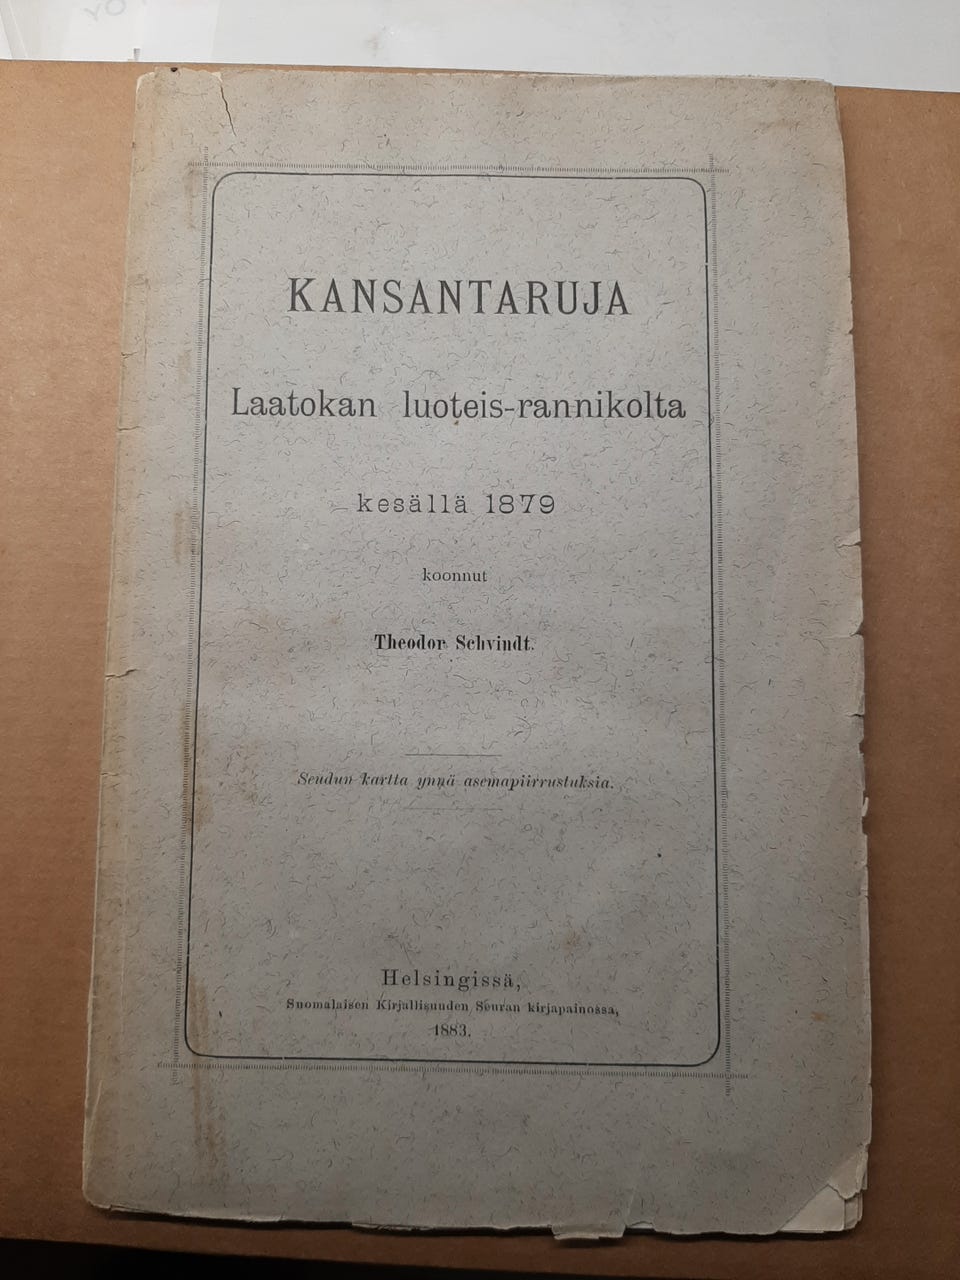 KANSANTARUJA
Laatokan luoteis-rannikolta
kesällä 1879
koonnut
Theodor Schvindt.
Seudun kartta ynnä asemapiirrustuksia.
Helsingissä,
Suomalaisen Kirjallisuuden Seuran kirjapainossa,
1883.